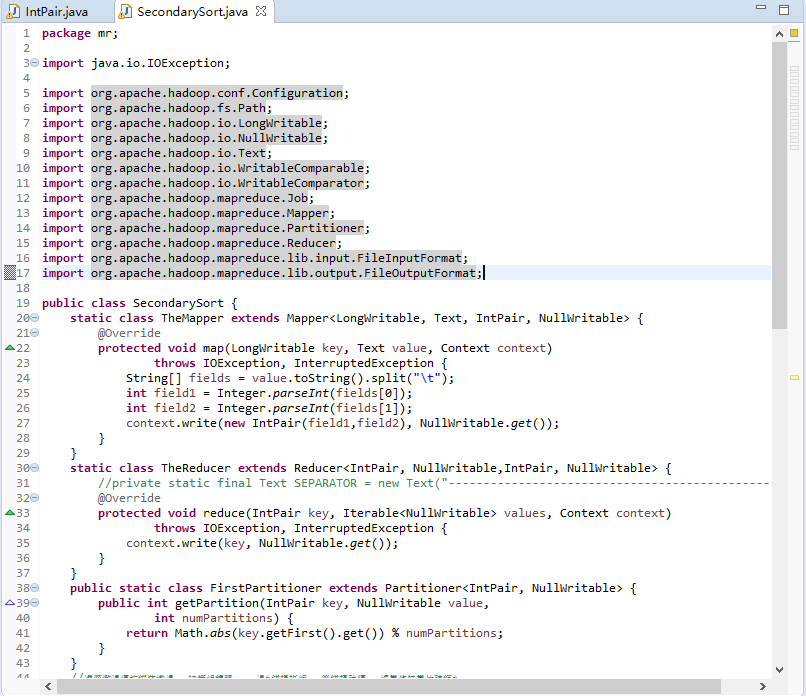 IntPair.java SecondarySort.java
1 package mr;
2
3 import java.io.IOException;
4
5 import org.apache.hadoop.conf.Configuration;
6 import org.apache.hadoop.fs.Path;
7 import org.apache.hadoop.io.LongWritable;
8 import org.apache.hadoop.io.NullWritable;
9 import org.apache.hadoop.io.Text;
10 import org.apache.hadoop.io.WritableComparable;
11 import org.apache.hadoop.io.WritableComparator;
12 import org.apache.hadoop.mapreduce.Job;
13 import org.apache.hadoop.mapreduce.Mapper;
14 import org.apache.hadoop.mapreduce.Partitioner;
15 import org.apache.hadoop.mapreduce.Reducer;
16 import org.apache.hadoop.mapreduce.lib.input.FileInputFormat;
17 import org.apache.hadoop.mapreduce.lib.output.FileOutputFormat;
18
19 public class SecondarySort {
20     static class TheMapper extends Mapper<LongWritable, Text, IntPair, NullWritable> {
21         @Override
22         protected void map(LongWritable key, Text value, Context context)
23                 throws IOException, InterruptedException {
24             String[] fields = value.toString().split("\t");
25             int field1 = Integer.parseInt(fields[0]);
26             int field2 = Integer.parseInt(fields[1]);
27             context.write(new IntPair(field1,field2), NullWritable.get());
28         }
29     }
30     static class TheReducer extends Reducer<IntPair, NullWritable,IntPair, NullWritable> {
31         //private static final Text SEPARATOR = new Text("----------------------------------------------
32         @Override
33         protected void reduce(IntPair key, Iterable<NullWritable> values, Context context)
34                 throws IOException, InterruptedException {
35             context.write(key, NullWritable.get());
36         }
37     }
38     public static class FirstPartitioner extends Partitioner<IntPair, NullWritable> {
39         public int getPartition(IntPair key, NullWritable value,
40                 int numPartitions) {
41             return Math.abs(key.getFirst().get()) % numPartitions;
42         }
43     }
44